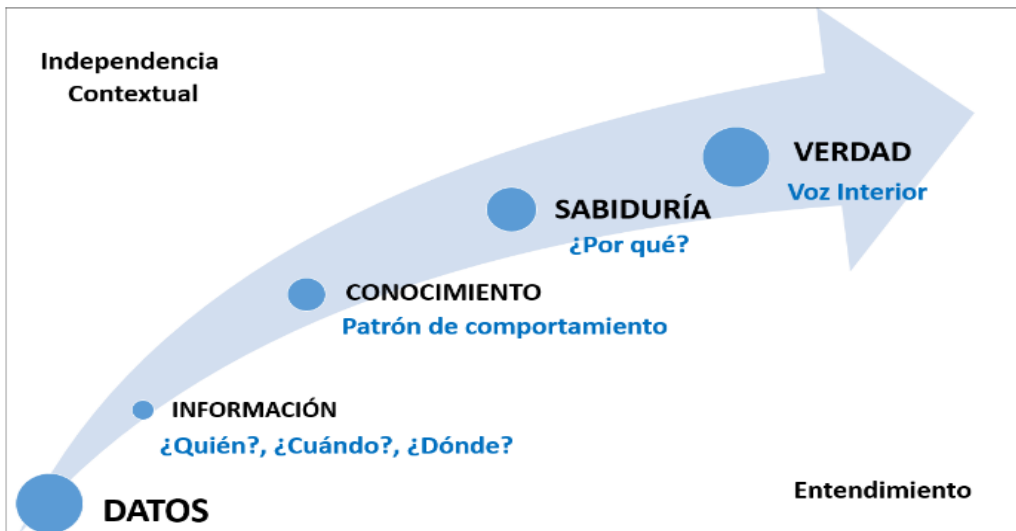 Independencia
Contextual
VERDAD
Voz Interior
SABIDURÍA
¿Por qué?
CONOCIMIENTO
Patrón de comportamiento
INFORMACIÓN
¿Quién?, ¿Cuándo?, ¿Dónde?
Entendimiento
DATOS